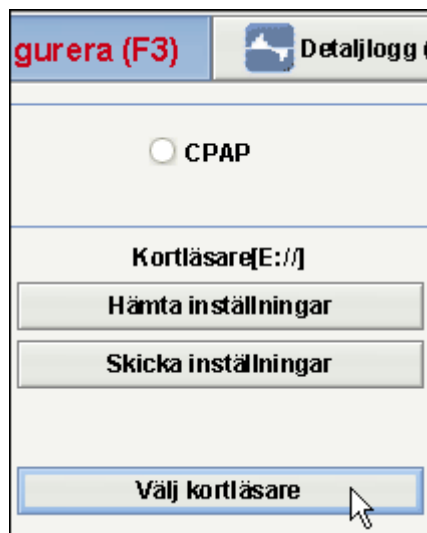 gurera (F3) Detaljlogg (
CPAP
Kortläsare[E://]
Hämta inställningar
Skicka inställningar
Välj kortläsare